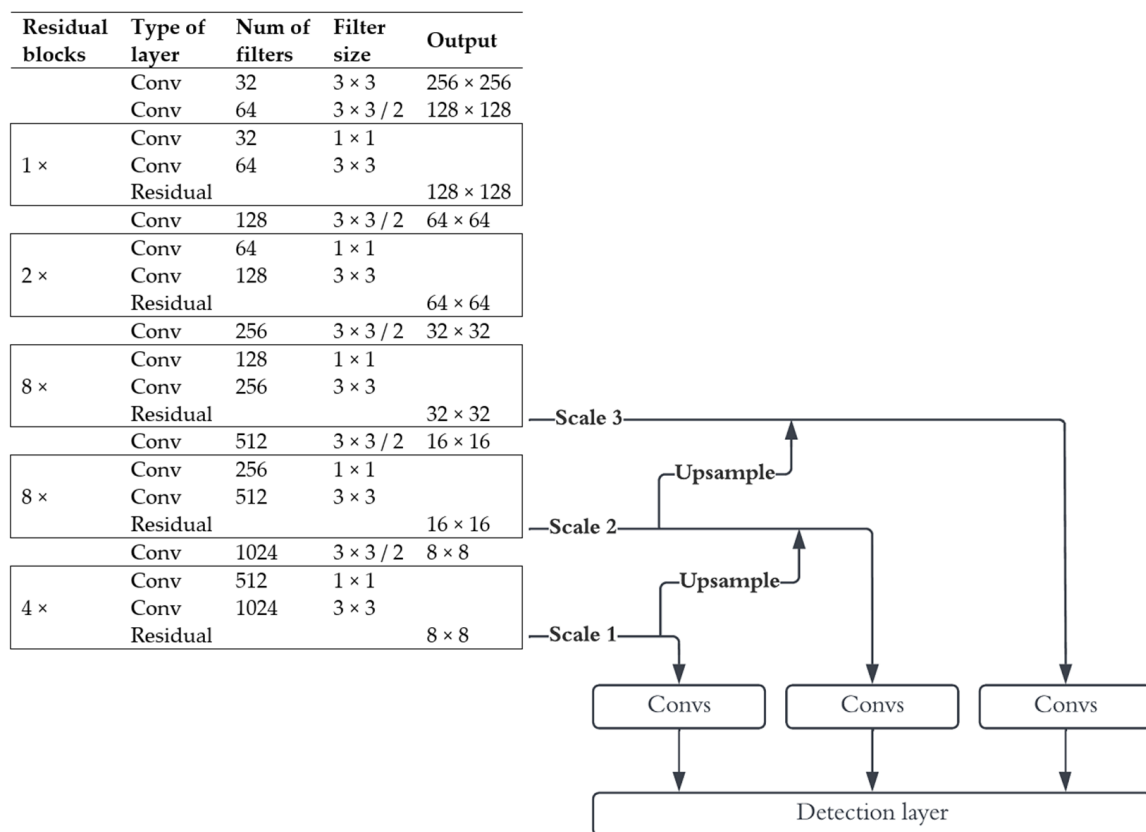 Residual blocks Type of layer Num of filters Filter size Output
Conv 32 3 × 3 256 × 256
Conv 64 3 × 3 / 2 128 × 128
Conv 32 1 × 1
1 × Conv 64 3 × 3
Residual 128 × 128
Conv 128 3 × 3 / 2 64 × 64
Conv 64 1 × 1
2 × Conv 128 3 × 3
Residual 64 × 64
Conv 256 3 × 3 / 2 32 × 32
Conv 128 1 × 1
8 × Conv 256 3 × 3
Residual 32 × 32
Scale 3
Conv 512 3 × 3 / 2 16 × 16
Conv 256 1 × 1
Upsample
8 × Conv 512 3 × 3
Residual 16 × 16
Scale 2
Conv 1024 3 × 3 / 2 8 × 8
Conv 512 1 × 1
Upsample
4 × Conv 1024 3 × 3
Residual 8 × 8
Scale 1
Convs Convs Convs
Detection layer